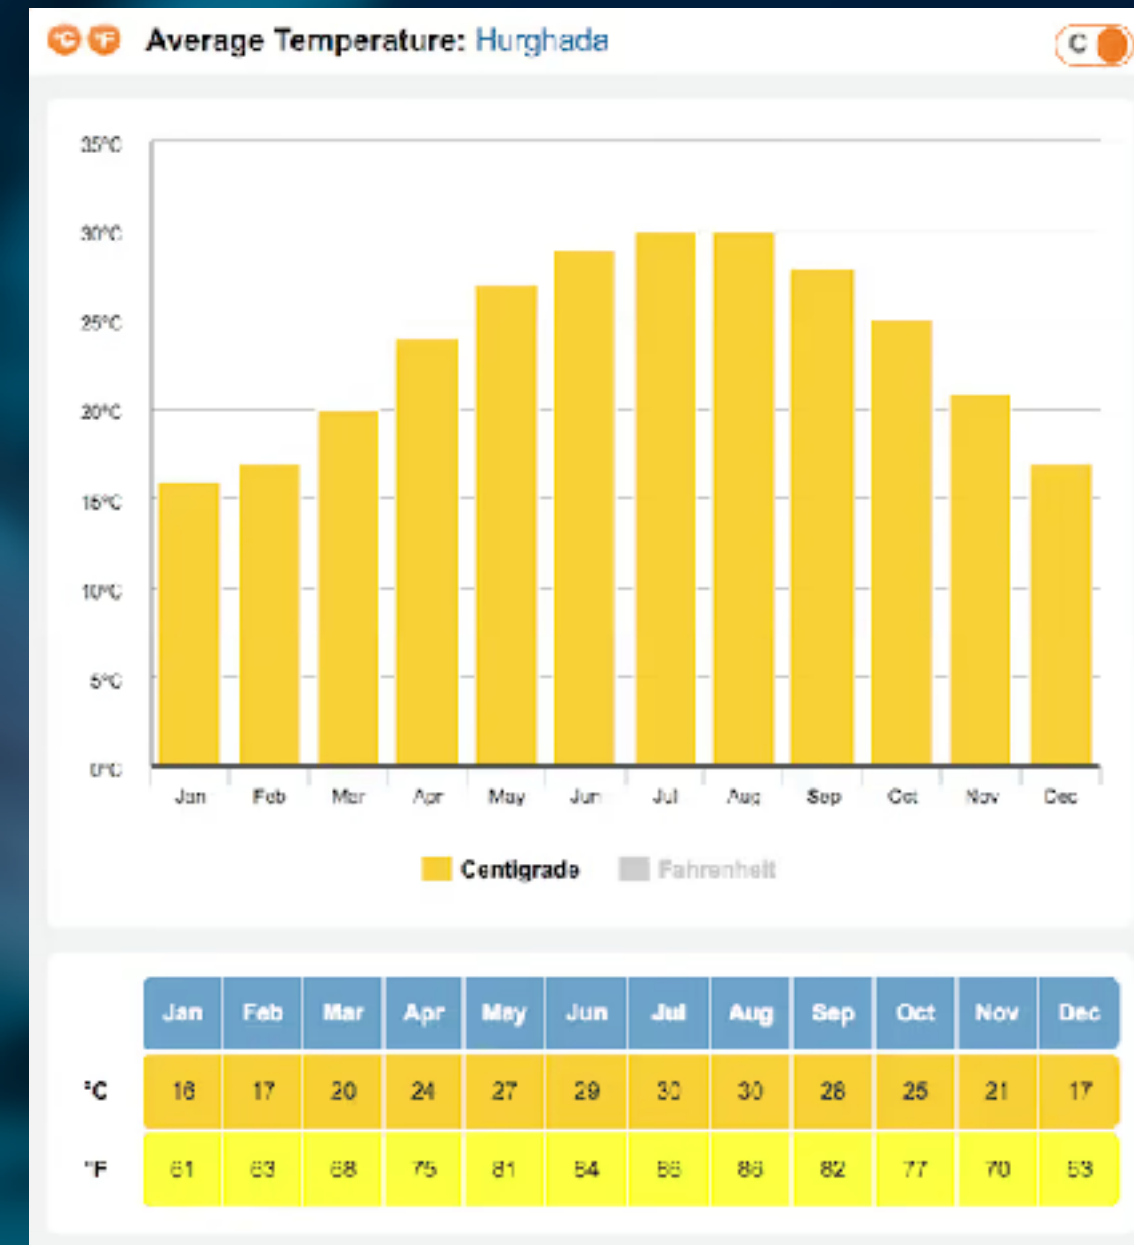 °C °F Average Temperature: Hurghada C
35°C
30°C
25°C
20°C
15°C
10°C
5°C
0°C
Jan Feb Mar Apr May Jun Jul Aug Sep Oct Nov Dec
Centigrade Fahrenheit
Jan Feb Mar Apr May Jun Jul Aug Sep Oct Nov Dec
°C 16 17 20 24 27 29 30 30 28 25 21 17
°F 61 63 68 75 81 84 86 86 82 77 70 63